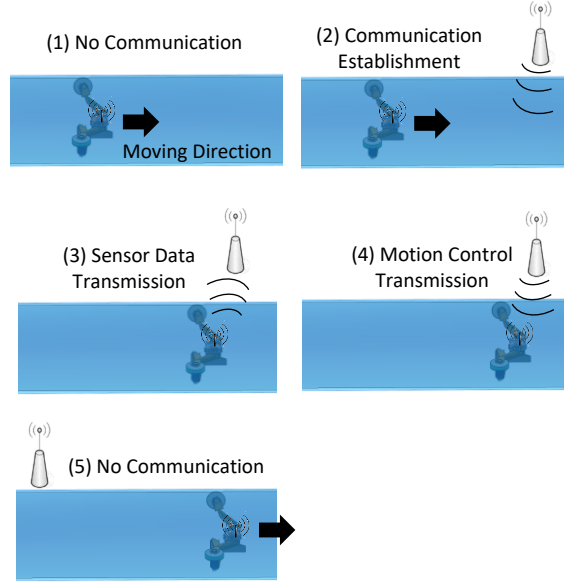 (1) No Communication
Moving Direction
(2) Communication
Establishment
(3) Sensor Data
Transmission
(4) Motion Control
Transmission
(5) No Communication